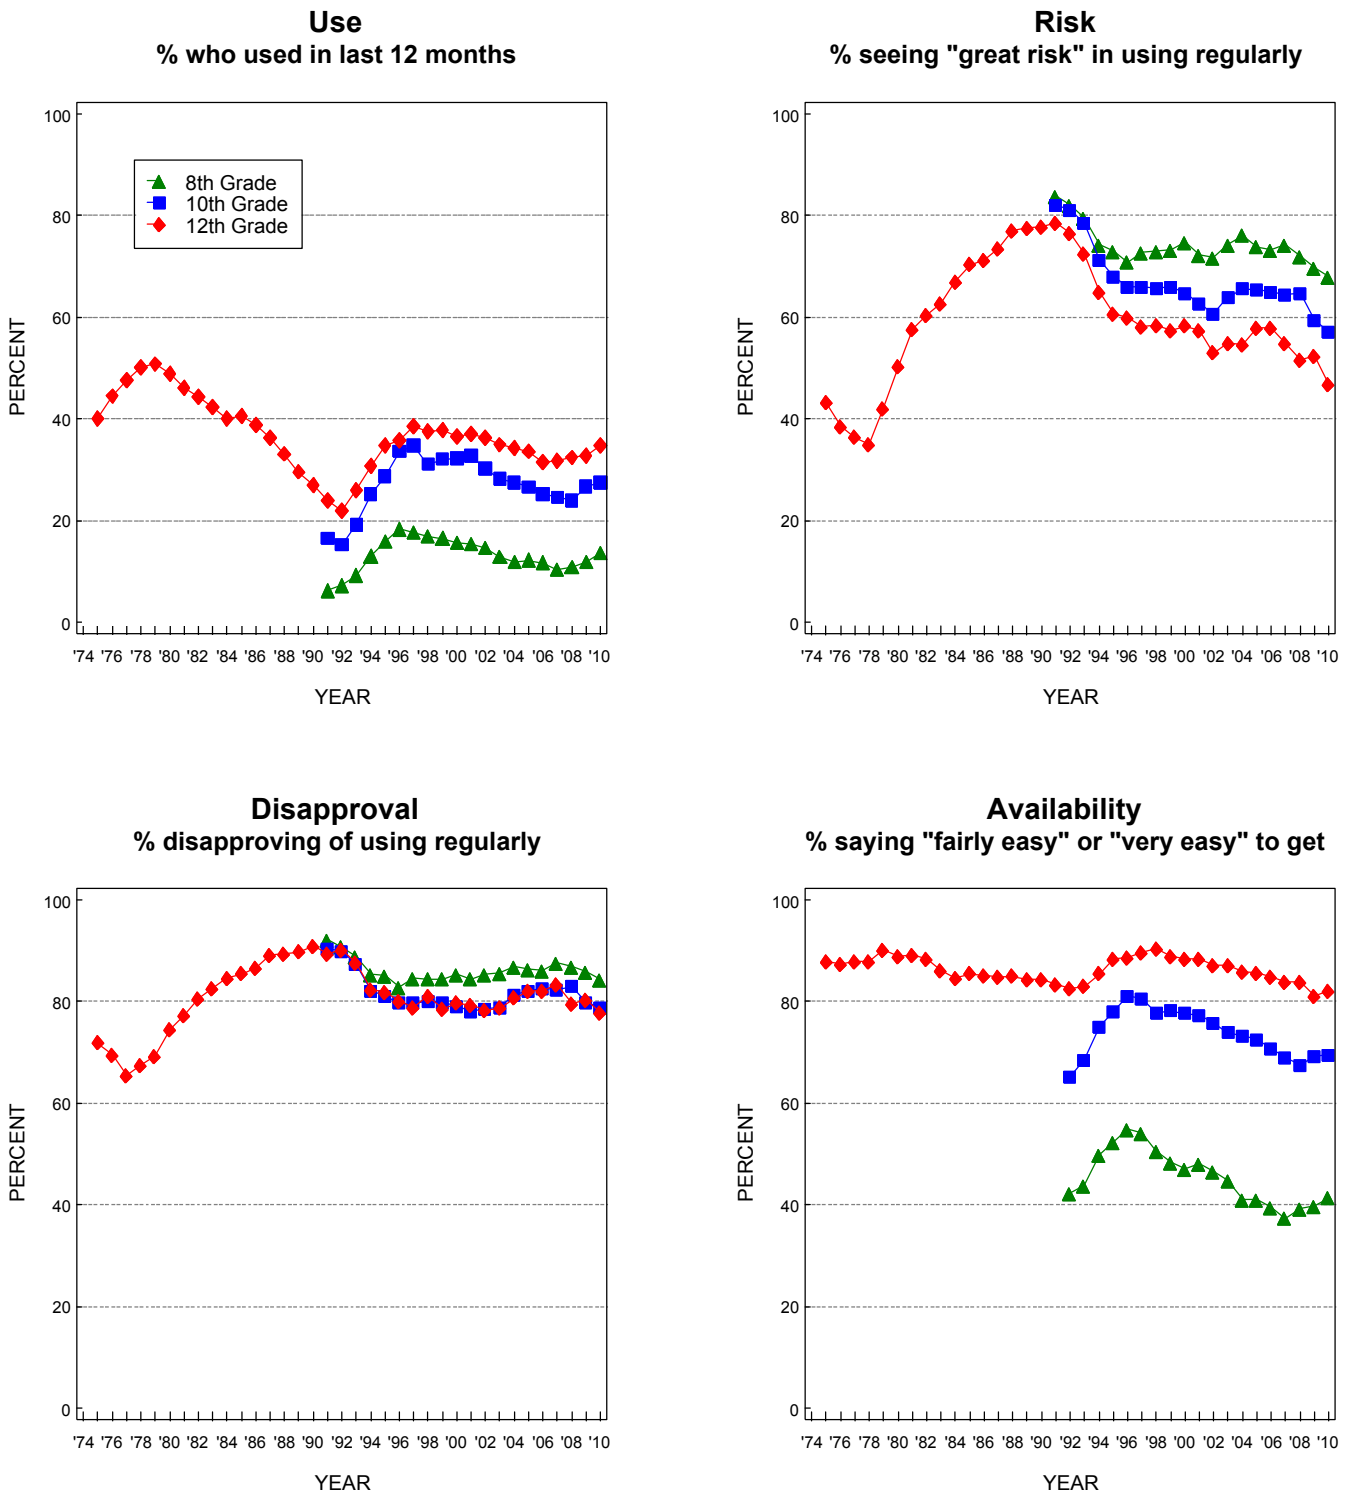 Use
% who used in last 12 months
100
80
60
40
20
0
PERCENT
8th Grade
10th Grade
12th Grade
'74 '76 '78 '80 '82 '84 '86 '88 '90 '92 '94 '96 '98 '00 '02 '04 '06 '08 '10
YEAR
Risk
% seeing "great risk" in using regularly
100
80
60
40
20
0
PERCENT
'74 '76 '78 '80 '82 '84 '86 '88 '90 '92 '94 '96 '98 '00 '02 '04 '06 '08 '10
YEAR
Disapproval
% disapproving of using regularly
100
80
60
40
20
0
PERCENT
'74 '76 '78 '80 '82 '84 '86 '88 '90 '92 '94 '96 '98 '00 '02 '04 '06 '08 '10
YEAR
Availability
% saying "fairly easy" or "very easy" to get
100
80
60
40
20
0
PERCENT
'74 '76 '78 '80 '82 '84 '86 '88 '90 '92 '94 '96 '98 '00 '02 '04 '06 '08 '10
YEAR